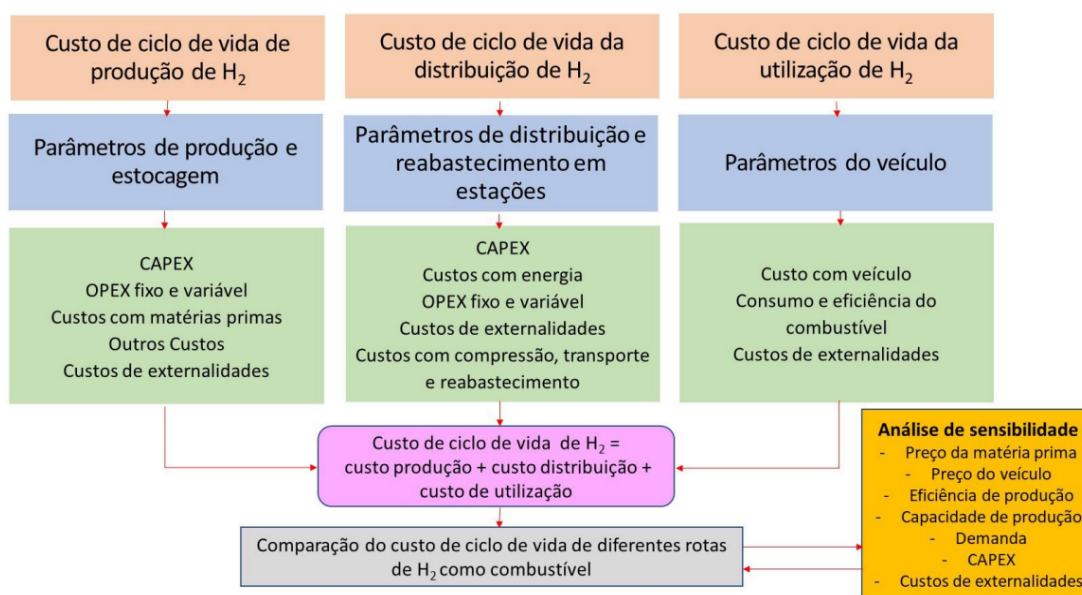 Custo de ciclo de vida de
produção de H₂
Custo de ciclo de vida da
distribuição de H₂
Custo de ciclo de vida da
utilização de H₂
Parâmetros de produção e
estocagem
Parâmetros de distribuição e
reabastecimento em
estações
Parâmetros do veículo
CAPEX
OPEX fixo e variável
Custos com matérias primas
Outros Custos
Custos de externalidades
CAPEX
Custos com energia
OPEX fixo e variável
Custos de externalidades
Custos com compressão, transporte
e reabastecimento
Custo com veículo
Consumo e eficiência do
combustível
Custos de externalidades
Custo de ciclo de vida de H₂ =
custo produção + custo distribuição +
custo de utilização
Comparação do custo de ciclo de vida de diferentes rotas
de H₂ como combustível
Análise de sensibilidade
- Preço da matéria prima
- Preço do veículo
- Eficiência de produção
- Capacidade de produção
- Demanda
- CAPEX
- Custos de externalidades